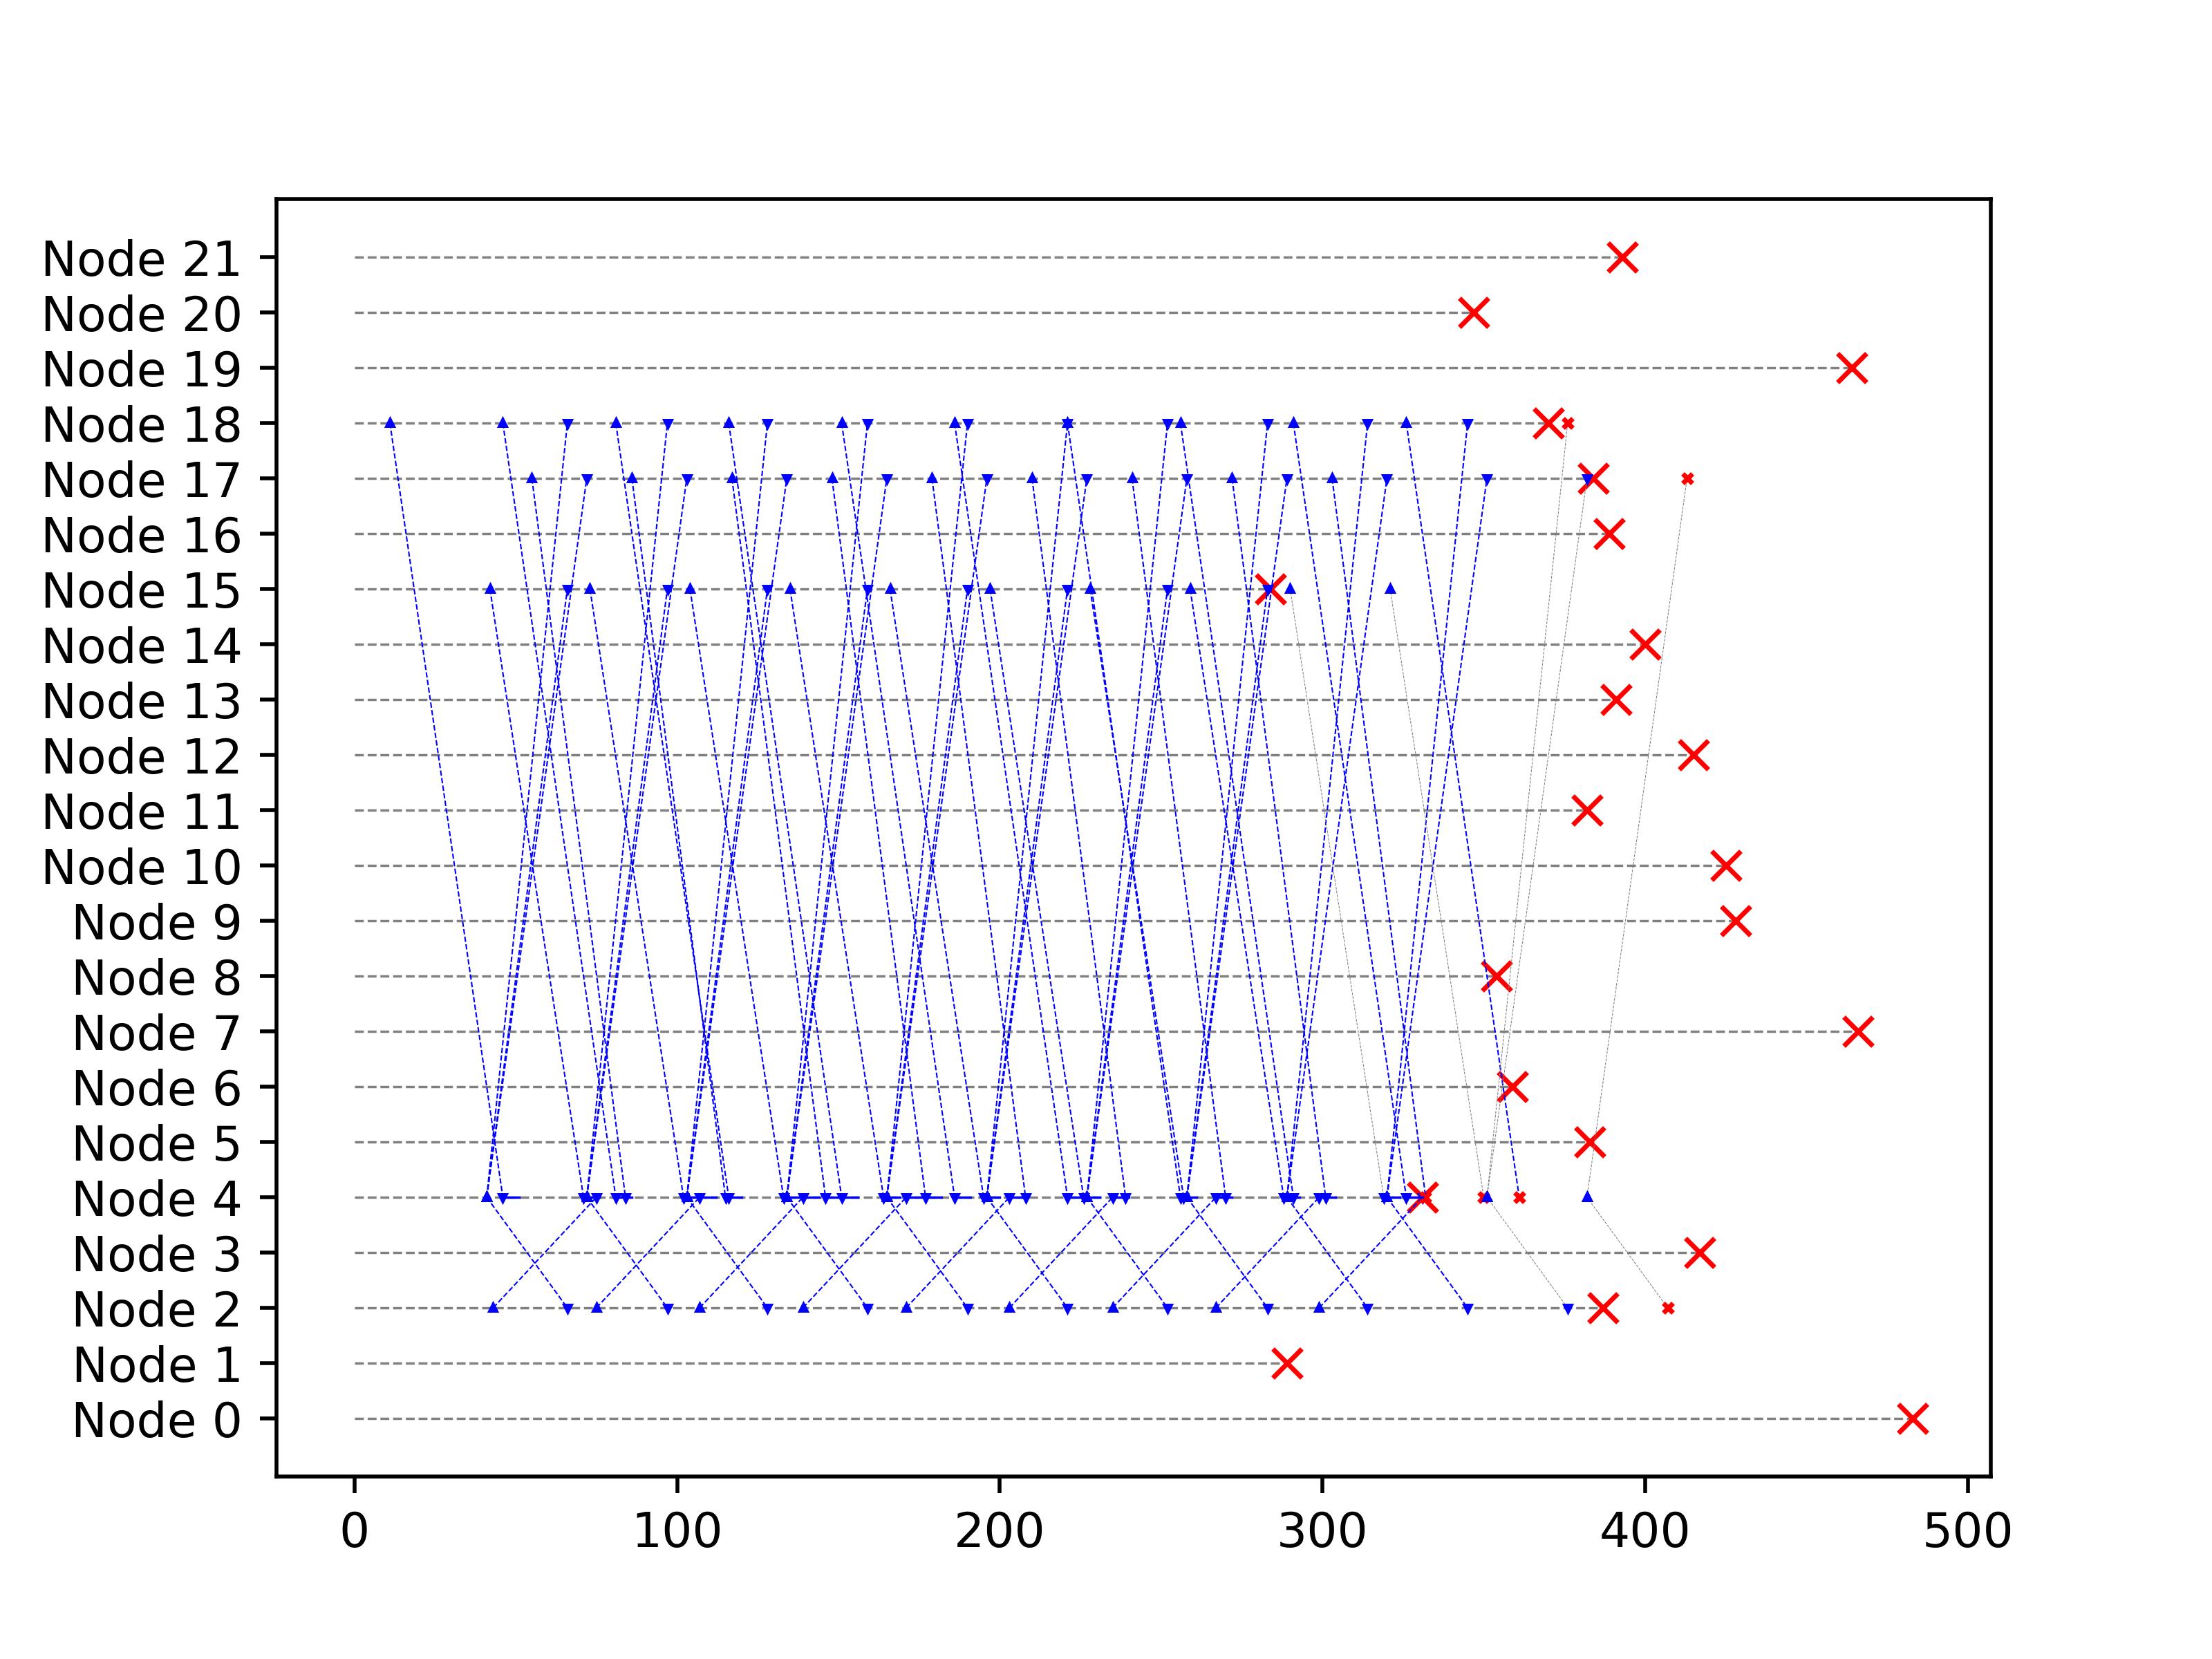 Node 21
Node 20
Node 19
Node 18
Node 17
Node 16
Node 15
Node 14
Node 13
Node 12
Node 11
Node 10
Node 9
Node 8
Node 7
Node 6
Node 5
Node 4
Node 3
Node 2
Node 1
Node 0
0 100 200 300 400 500